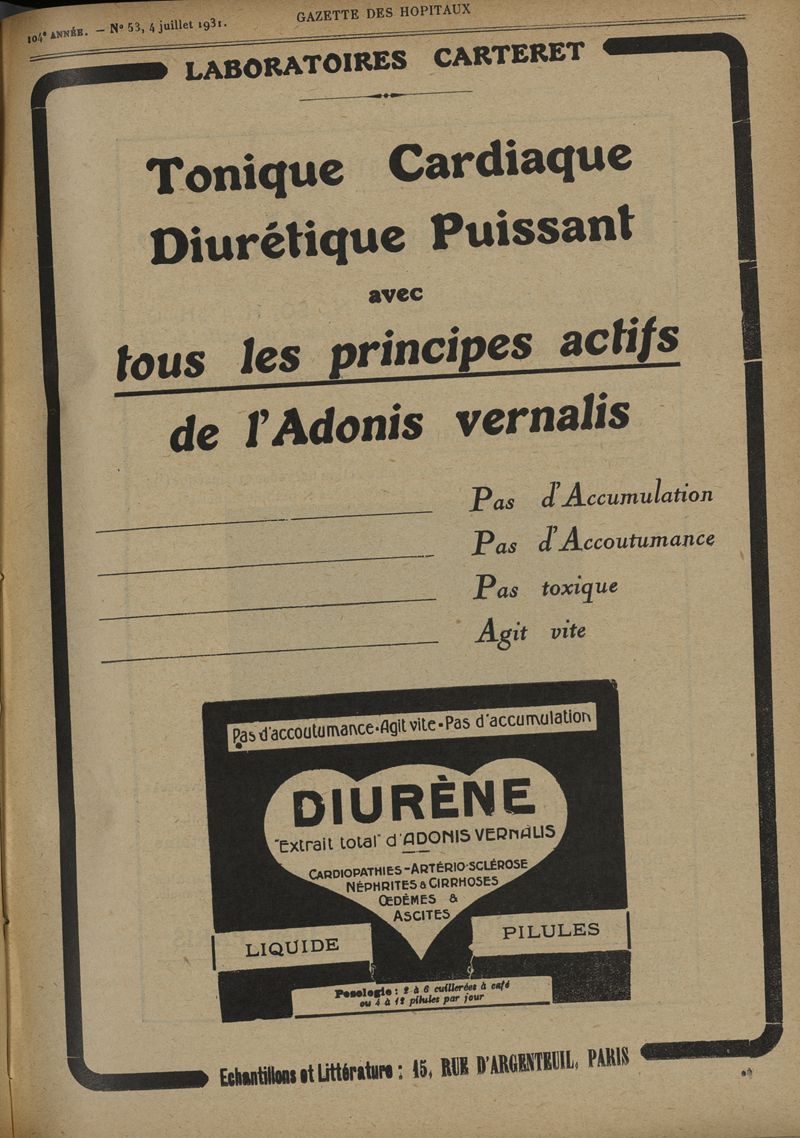 104e ANNÉE. — No 53, 4 juillet 1931.
GAZETTE DES HOPITAUX
LABORATOIRES CARTERET
Tonique Cardiaque
Diurétique Puissant
avec
tous les principes actifs
de l'Adonis vernalis
Pas d'Accumulation
Pas d'Accoutumance
Pas toxique
Agit vite
Pas d'accoutumance•Agit vite•Pas d'accumulation
DIURÈNE
"Extrait total" d'ADONIS VERNALIS
CARDIOPATHIES-ARTÉRIO-SCLÉROSE
NÉPHRITES & CIRRHOSES
ŒDÈMES &
ASCITES
LIQUIDE
PILULES
Posologie : 2 à 6 cuillerées à café
ou 4 à 12 pilules par jour
Echantillons et Littérature : 15, RUE D'ARGENTEUIL, PARIS